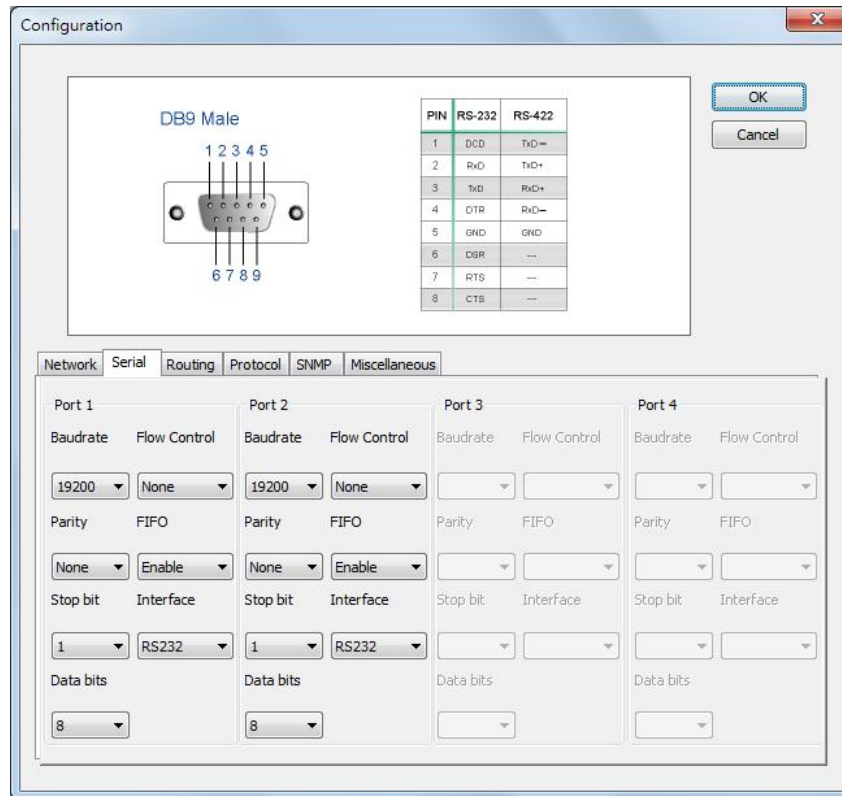 Configuration
DB9 Male
1 2 3 4 5
6 7 8 9
PIN RS-232 RS-422
1 DCD TxD-
2 RxD TxD+
3 TxD RxD+
4 DTR RxD-
5 GND GND
6 DSR ---
7 RTS ---
8 CTS ---
OK
Cancel
Network Serial Routing Protocol SNMP Miscellaneous
Port 1 Port 2 Port 3 Port 4
Baudrate Flow Control Baudrate Flow Control Baudrate Flow Control Baudrate Flow Control
19200 None 19200 None
Parity FIFO Parity FIFO Parity FIFO Parity FIFO
None Enable None Enable
Stop bit Interface Stop bit Interface Stop bit Interface Stop bit Interface
1 RS232 1 RS232
Data bits Data bits Data bits Data bits
8 8